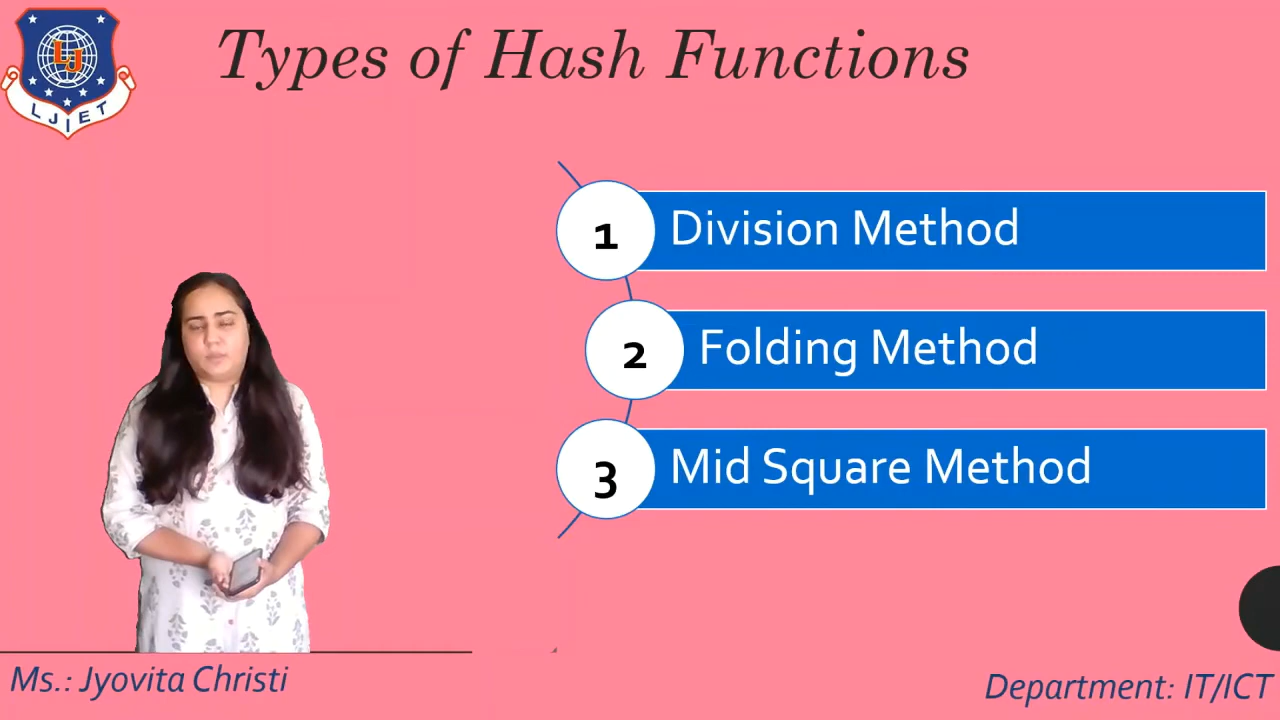 Types of Hash Functions
LJ
LJIET
1 Division Method
2 Folding Method
3 Mid Square Method
Ms.: Jyovita Christi
Department: IT/ICT